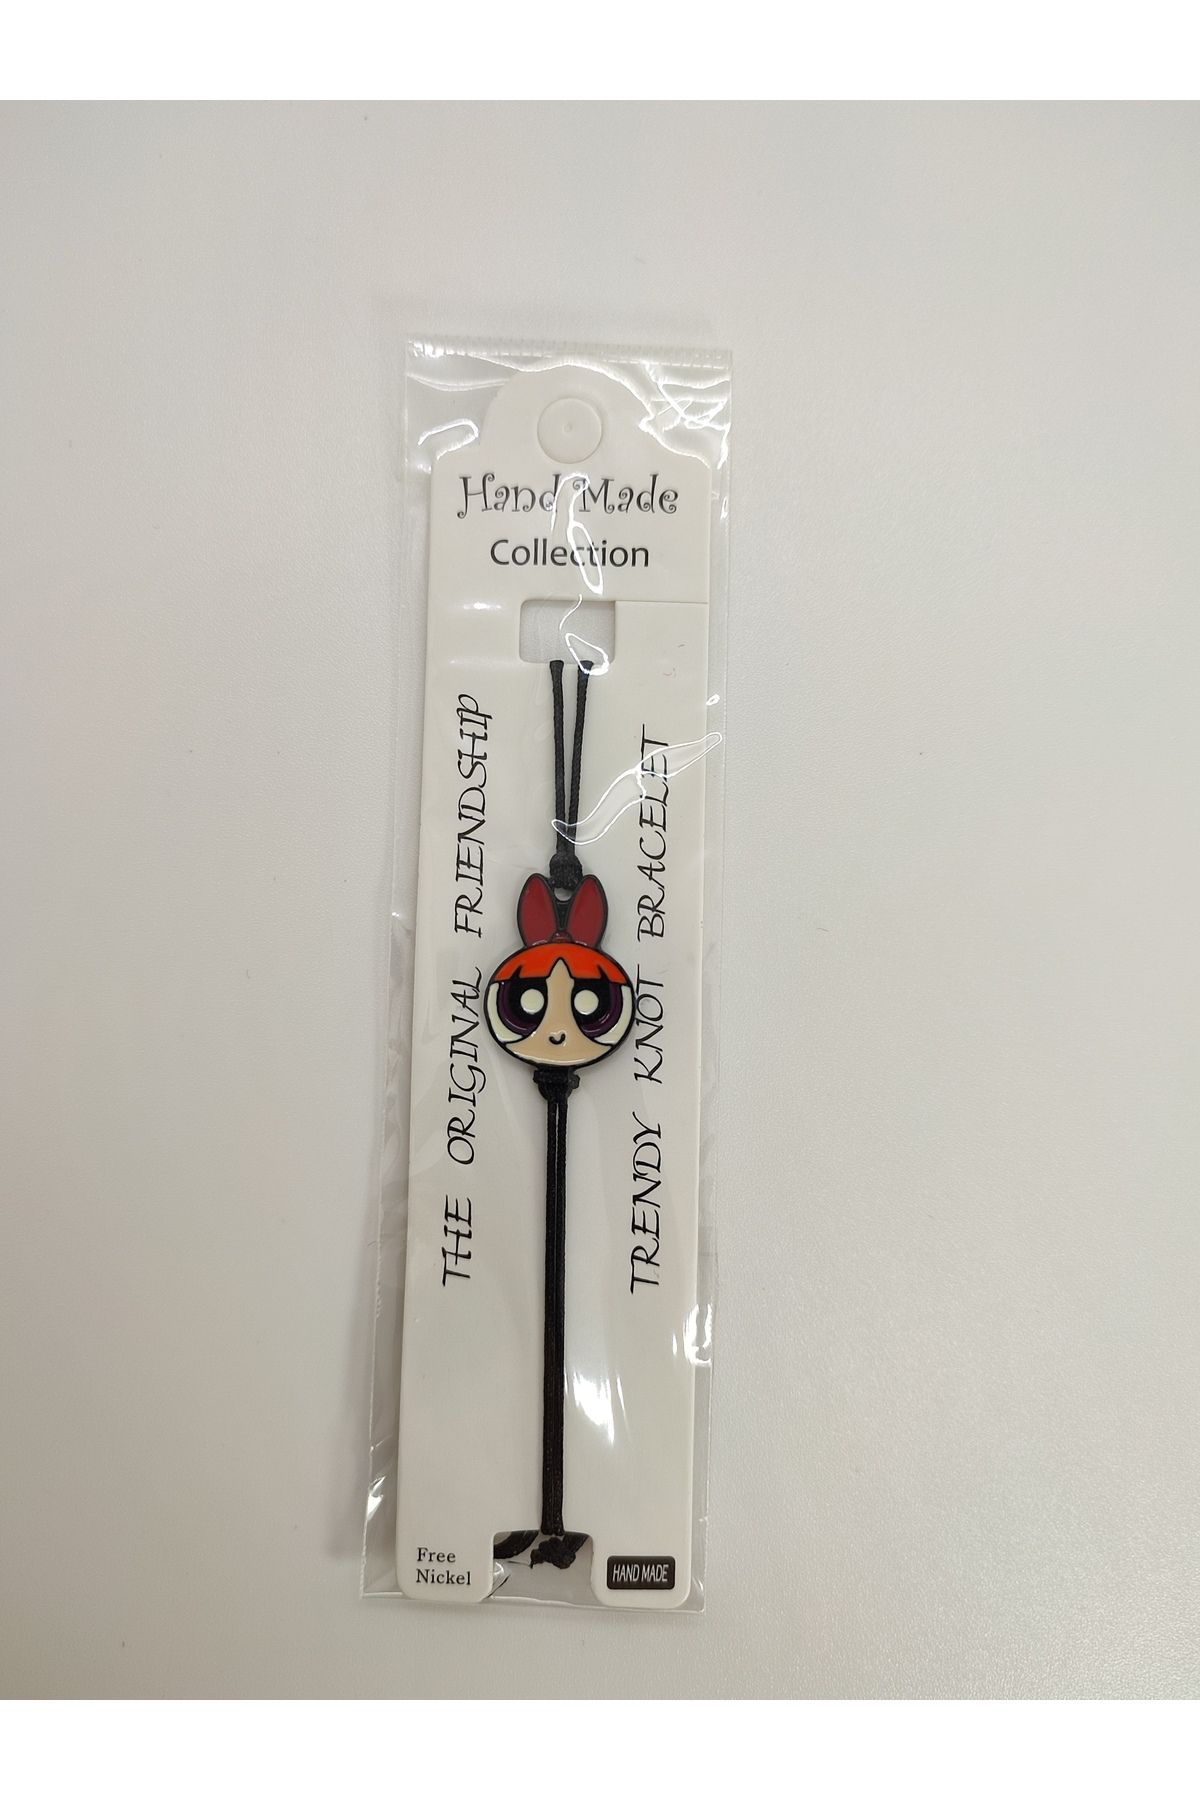 Hand Made
Collection
THE ORIGINAL FRIENDSHIP
TRENDY KNOT BRACELET
Free
Nickel
HAND MADE